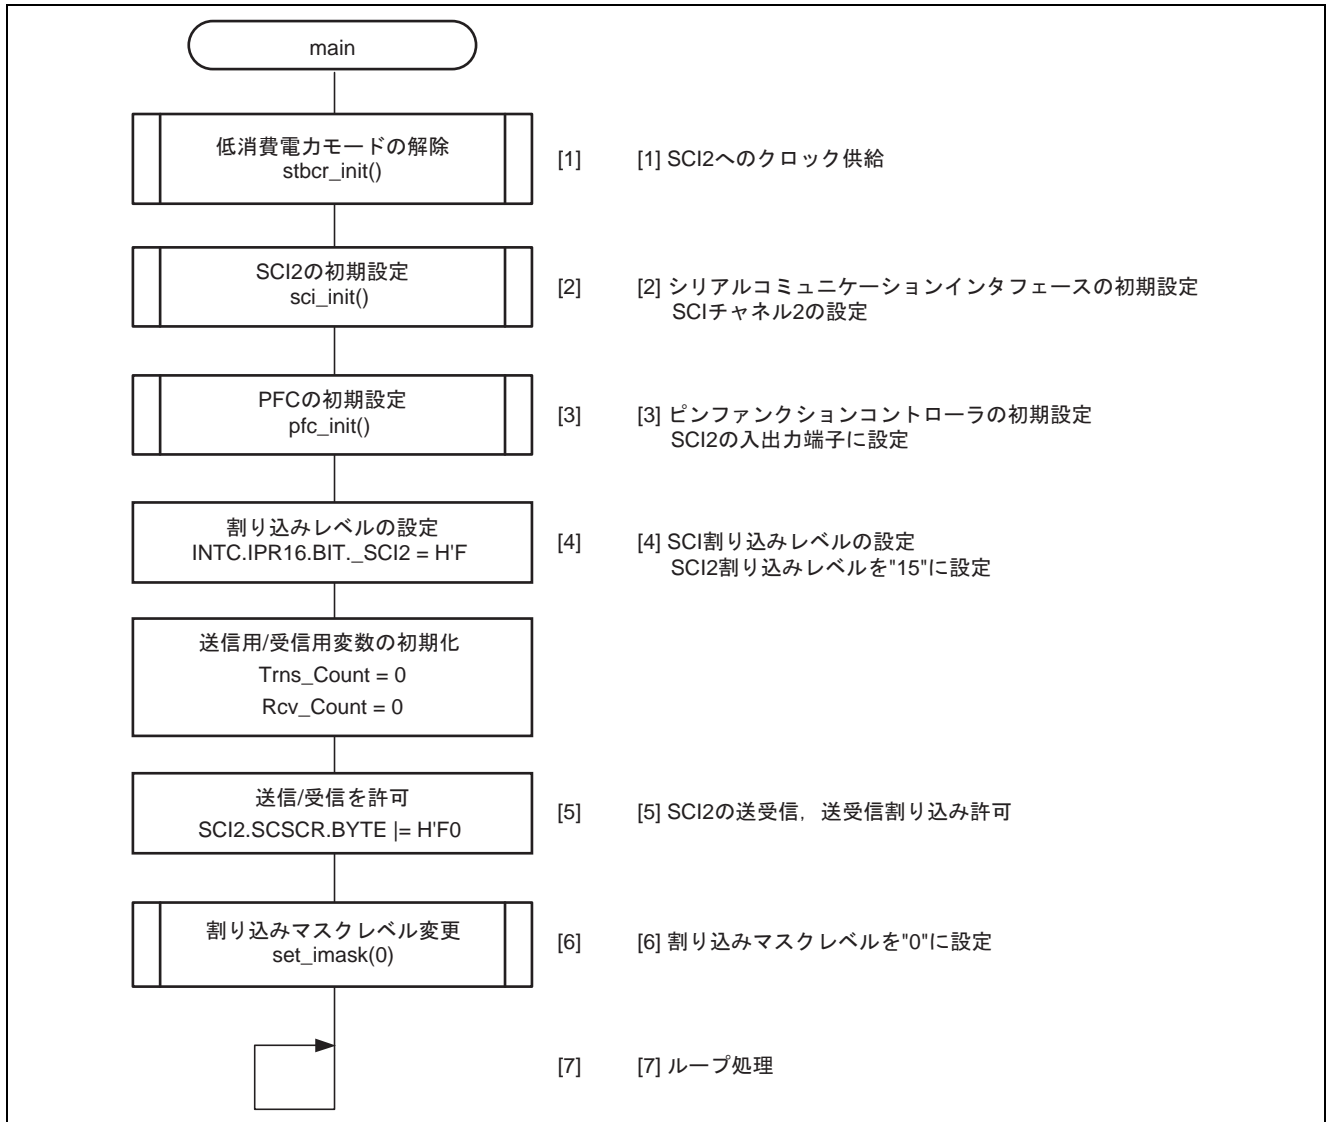 main
低消費電力モードの解除
stbcr_init()
[1]
[1] SCI2へのクロック供給
SCI2の初期設定
sci_init()
[2]
[2] シリアルコミュニケーションインタフェースの初期設定
SCIチャネル2の設定
PFCの初期設定
pfc_init()
[3]
[3] ピンファンクションコントローラの初期設定
SCI2の入出力端子に設定
割り込みレベルの設定
INTC.IPR16.BIT._SCI2 = H'F
[4]
[4] SCI割り込みレベルの設定
SCI2割り込みレベルを"15"に設定
送信用/受信用変数の初期化
Trns_Count = 0
Rcv_Count = 0
送信/受信を許可
SCI2.SCSCR.BYTE |= H'F0
[5]
[5] SCI2の送受信，送受信割り込み許可
割り込みマスクレベル変更
set_imask(0)
[6]
[6] 割り込みマスクレベルを"0"に設定
[7]
[7] ループ処理